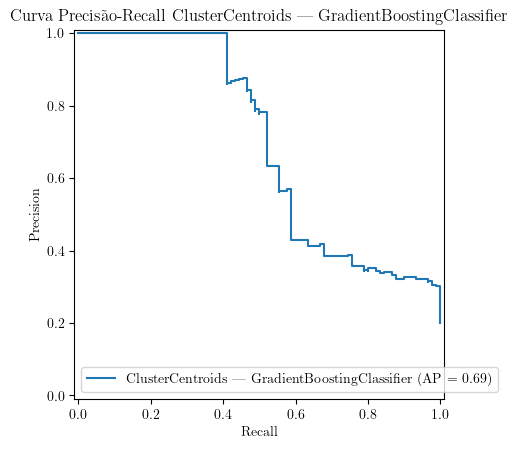 Curva Precisão-Recall ClusterCentroids — GradientBoostingClassifier
Precision
1.0
0.8
0.6
0.4
0.2
0.0
ClusterCentroids — GradientBoostingClassifier (AP = 0.69)
0.0 0.2 0.4 0.6 0.8 1.0
Recall